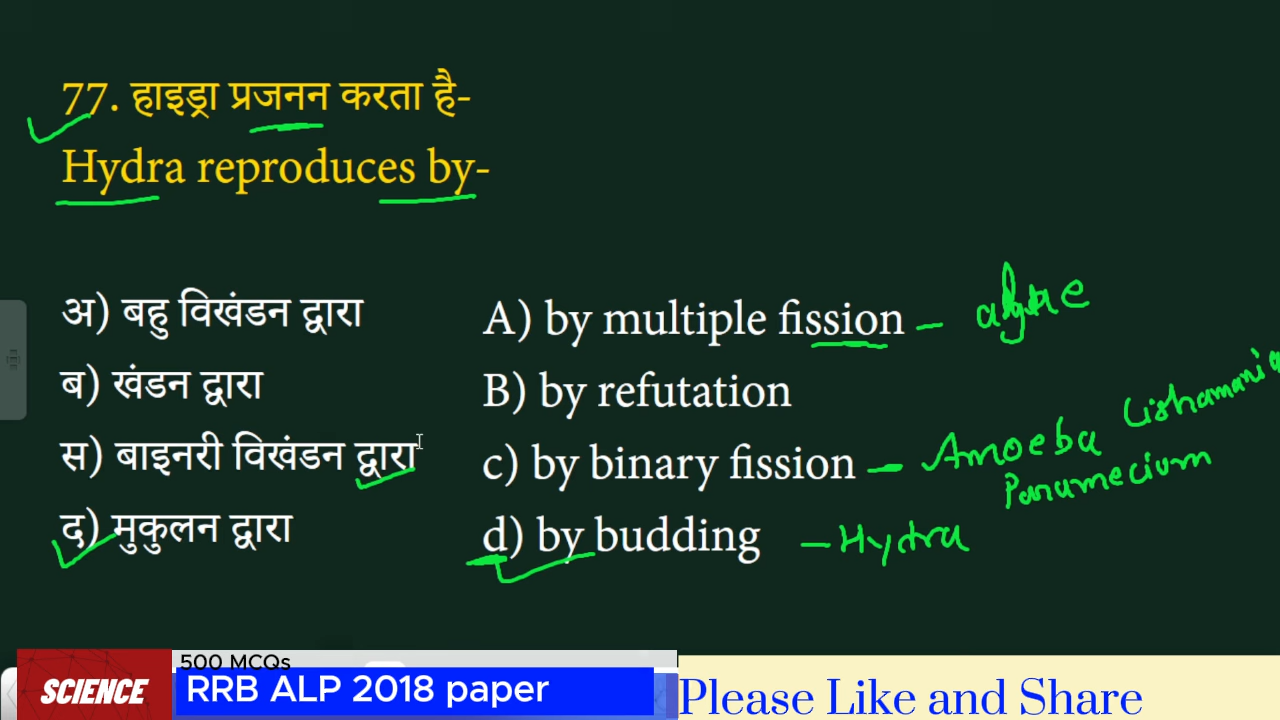 77. हाइड्रा प्रजनन करता है-
Hydra reproduces by-
अ) बहु विखंडन द्वारा
A) by multiple fission – algae
ब) खंडन द्वारा
B) by refutation
स) बाइनरी विखंडन द्वारा
c) by binary fission – Amoeba Lishamania
Paramecium
द) मुकुलन द्वारा
d) by budding – Hydra
SCIENCE
500 MCQs
RRB ALP 2018 paper
Please Like and Share